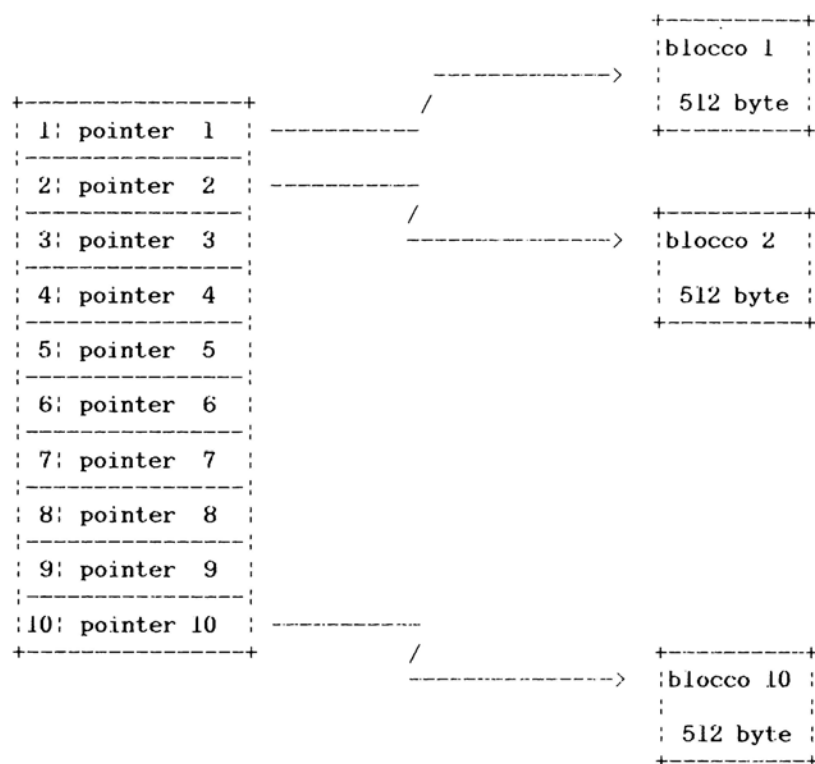 blocco 1
512 byte
1 pointer 1
2 pointer 2
blocco 2
3 pointer 3
4 pointer 4
512 byte
5 pointer 5
6 pointer 6
7 pointer 7
8 pointer 8
9 pointer 9
10 pointer 10
blocco 10
512 byte